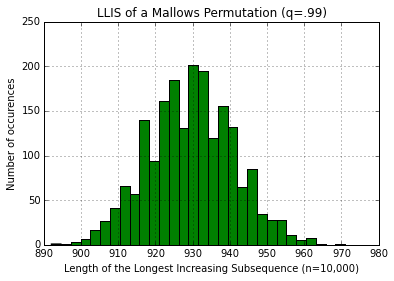 LLIS of a Mallows Permutation (q=.99)
250
200
150
100
50
0
Number of occurences
890 900 910 920 930 940 950 960 970 980
Length of the Longest Increasing Subsequence (n=10,000)